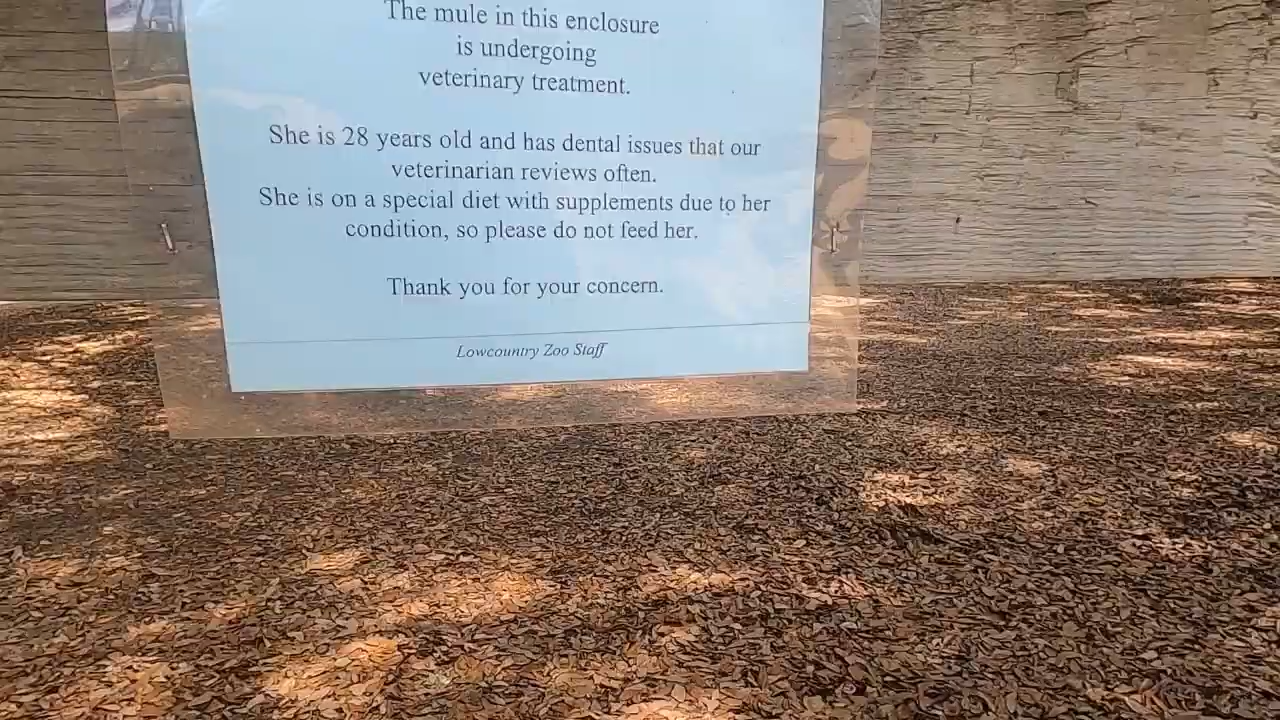 The mule in this enclosure
is undergoing
veterinary treatment.
She is 28 years old and has dental issues that our
veterinarian reviews often.
She is on a special diet with supplements due to her
condition, so please do not feed her.
Thank you for your concern.
Lowcountry Zoo Staff